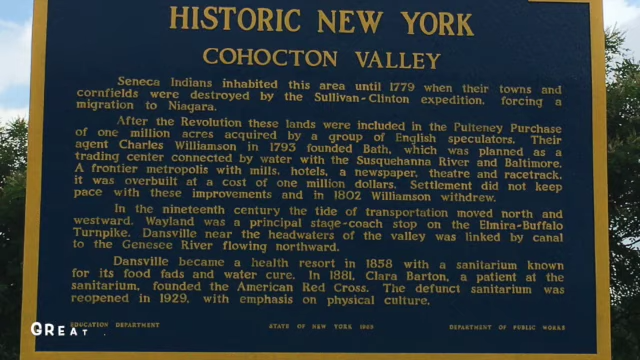 HISTORIC NEW YORK
COHOCTON VALLEY
Seneca Indians inhabited this area until 1779 when their towns and
cornfields were destroyed by the Sullivan-Clinton expedition, forcing a
migration to Niagara.
After the Revolution these lands were included in the Pulteney Purchase
of one million acres acquired by a group of English speculators. Their
agent Charles Williamson in 1793 founded Bath, which was planned as a
trading center connected by water with the Susquehanna River and Baltimore.
A frontier metropolis with mills, hotels, a newspaper, theatre and racetrack,
it was overbuilt at a cost of one million dollars. Settlement did not keep
pace with these improvements and in 1802 Williamson withdrew.
In the nineteenth century the tide of transportation moved north and
westward. Wayland was a principal stage-coach stop on the Elmira-Buffalo
Turnpike. Dansville near the headwaters of the valley was linked by canal
to the Genesee River flowing northward.
Dansville became a health resort in 1858 with a sanitarium known
for its food fads and water cure. In 1881, Clara Barton, a patient at the
sanitarium, founded the American Red Cross. The defunct sanitarium was
reopened in 1929, with emphasis on physical culture.
EDUCATION DEPARTMENT STATE OF NEW YORK 1969 DEPARTMENT OF PUBLIC WORKS
GREAT .